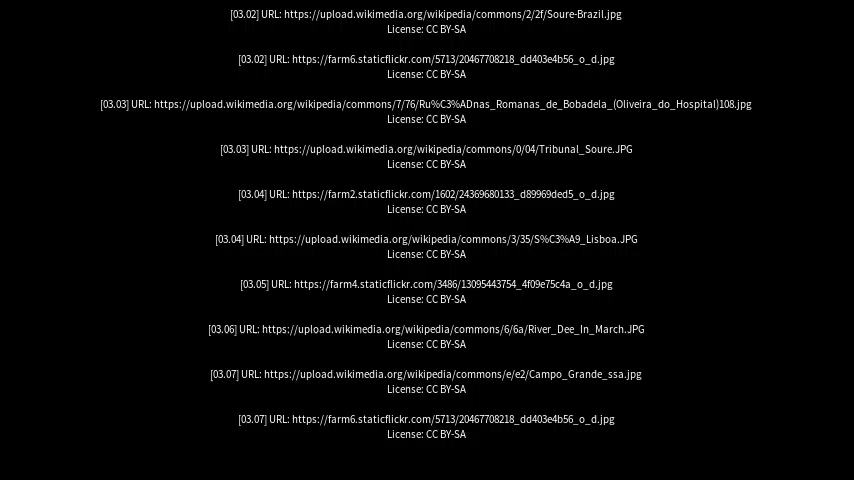 [03.02] URL: https://upload.wikimedia.org/wikipedia/commons/2/2f/Soure-Brazil.jpg
License: CC BY-SA
[03.02] URL: https://farm6.staticflickr.com/5713/20467708218_dd403e4b56_o_d.jpg
License: CC BY-SA
[03.03] URL: https://upload.wikimedia.org/wikipedia/commons/7/76/Ru%C3%ADnas_Romanas_de_Bobadela_(Oliveira_do_Hospital)108.jpg
License: CC BY-SA
[03.03] URL: https://upload.wikimedia.org/wikipedia/commons/0/04/Tribunal_Soure.JPG
License: CC BY-SA
[03.04] URL: https://farm2.staticflickr.com/1602/24369680133_d89969ded5_o_d.jpg
License: CC BY-SA
[03.04] URL: https://upload.wikimedia.org/wikipedia/commons/3/35/S%C3%A9_Lisboa.JPG
License: CC BY-SA
[03.05] URL: https://farm4.staticflickr.com/3486/13095443754_4f09e75c4a_o_d.jpg
License: CC BY-SA
[03.06] URL: https://upload.wikimedia.org/wikipedia/commons/6/6a/River_Dee_In_March.JPG
License: CC BY-SA
[03.07] URL: https://upload.wikimedia.org/wikipedia/commons/e/e2/Campo_Grande_ssa.jpg
License: CC BY-SA
[03.07] URL: https://farm6.staticflickr.com/5713/20467708218_dd403e4b56_o_d.jpg
License: CC BY-SA